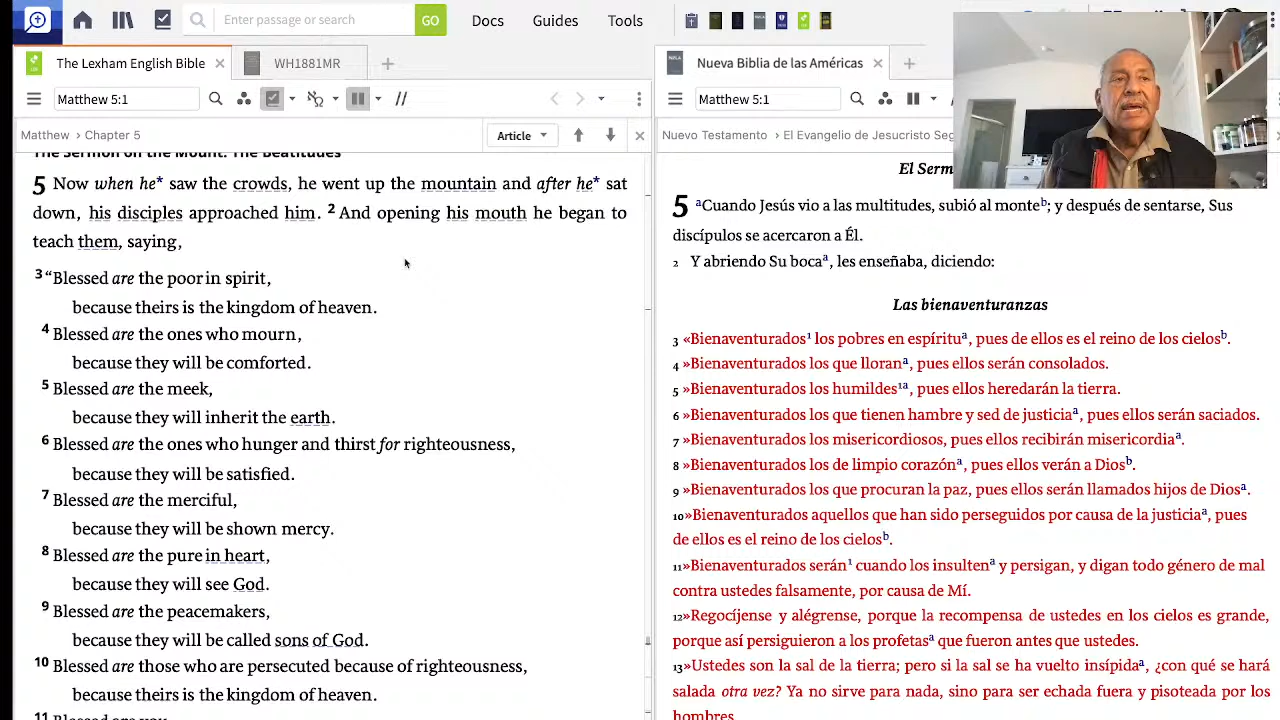 Enter passage or search
GO
Docs
Guides
Tools
The Lexham English Bible
WH1881MR
Matthew 5:1
Matthew > Chapter 5
Article
The Sermon on the Mount: The Beatitudes
5 Now when he* saw the crowds, he went up the mountain and after he* sat
down, his disciples approached him. 2 And opening his mouth he began to
teach them, saying,
3 “Blessed are the poor in spirit,
because theirs is the kingdom of heaven.
4 Blessed are the ones who mourn,
because they will be comforted.
5 Blessed are the meek,
because they will inherit the earth.
6 Blessed are the ones who hunger and thirst for righteousness,
because they will be satisfied.
7 Blessed are the merciful,
because they will be shown mercy.
8 Blessed are the pure in heart,
because they will see God.
9 Blessed are the peacemakers,
because they will be called sons of God.
10 Blessed are those who are persecuted because of righteousness,
because theirs is the kingdom of heaven.
11 Blessed are you
Nueva Biblia de las Américas
Matthew 5:1
Nuevo Testamento > El Evangelio de Jesucristo Seg
El Serm
5 aCuando Jesús vio a las multitudes, subió al monteb; y después de sentarse, Sus
discípulos se acercaron a Él.
2 Y abriendo Su bocaa, les enseñaba, diciendo:
Las bienaventuranzas
3 »Bienaventurados1 los pobres en espíritua, pues de ellos es el reino de los cielosb.
4 »Bienaventurados los que llorana, pues ellos serán consolados.
5 »Bienaventurados los humildes1a, pues ellos heredarán la tierra.
6 »Bienaventurados los que tienen hambre y sed de justiciaa, pues ellos serán saciados.
7 »Bienaventurados los misericordiosos, pues ellos recibirán misericordiaa.
8 »Bienaventurados los de limpio corazóna, pues ellos verán a Diosb.
9 »Bienaventurados los que procuran la paz, pues ellos serán llamados hijos de Diosa.
10 »Bienaventurados aquellos que han sido perseguidos por causa de la justiciaa, pues
de ellos es el reino de los cielosb.
11 »Bienaventurados serán1 cuando los insultena y persigan, y digan todo género de mal
contra ustedes falsamente, por causa de Mí.
12 »Regocíjense y alégrense, porque la recompensa de ustedes en los cielos es grande,
porque así persiguieron a los profetasa que fueron antes que ustedes.
13 »Ustedes son la sal de la tierra; pero si la sal se ha vuelto insípidaa, ¿con qué se hará
salada otra vez? Ya no sirve para nada, sino para ser echada fuera y pisoteada por los
hombres.